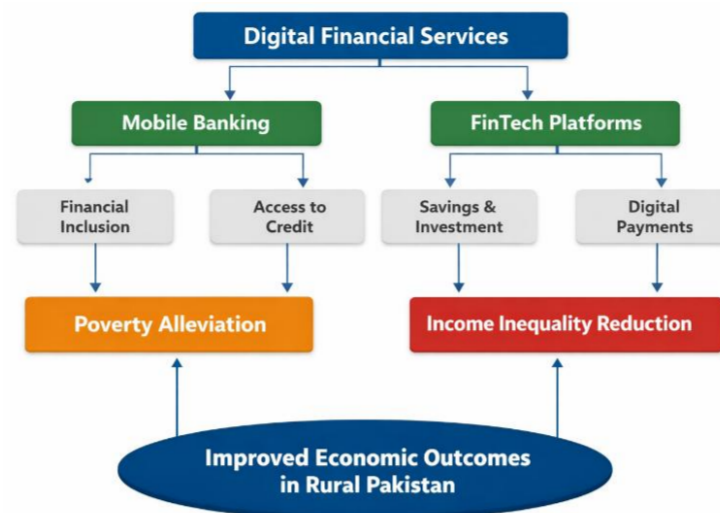 Digital Financial Services
Mobile Banking
FinTech Platforms
Financial
Inclusion
Access to
Credit
Savings &
Investment
Digital
Payments
Poverty Alleviation
Income Inequality Reduction
Improved Economic Outcomes
in Rural Pakistan